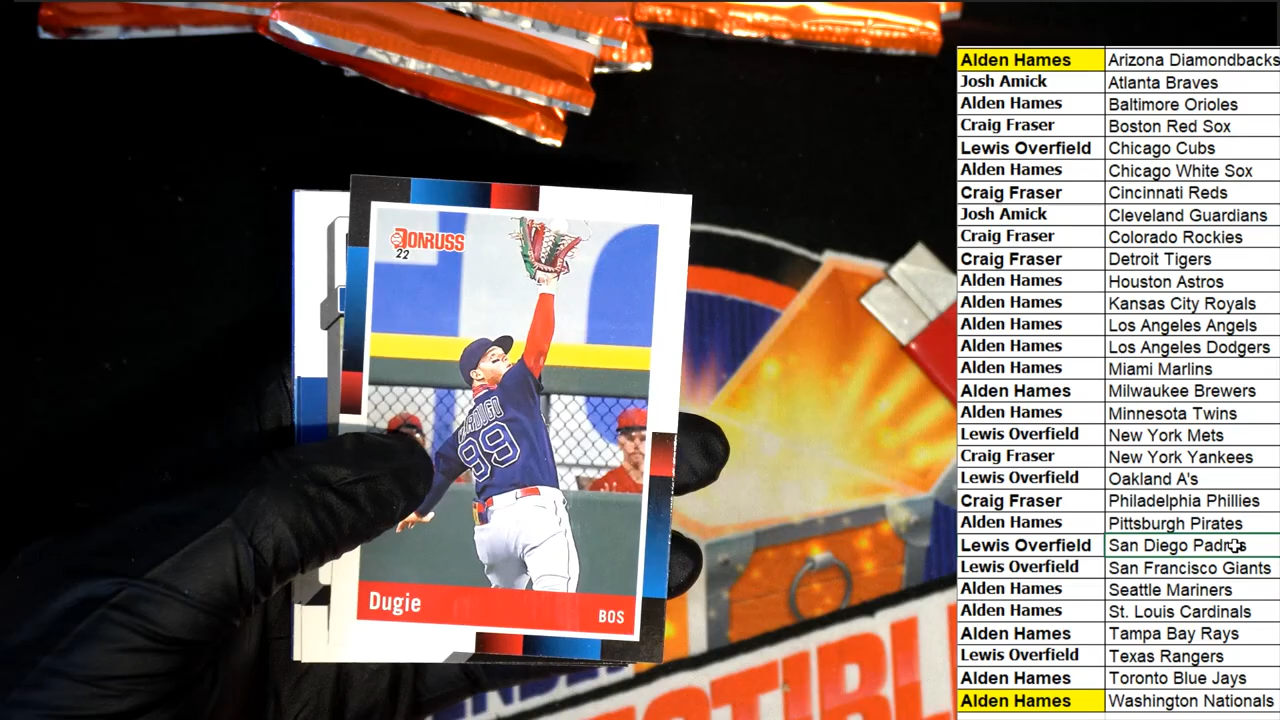 DONRUSS
22
VERDUGO
99
Dugie
BOS
Alden Hames Arizona Diamondbacks
Josh Amick Atlanta Braves
Alden Hames Baltimore Orioles
Craig Fraser Boston Red Sox
Lewis Overfield Chicago Cubs
Alden Hames Chicago White Sox
Craig Fraser Cincinnati Reds
Josh Amick Cleveland Guardians
Craig Fraser Colorado Rockies
Craig Fraser Detroit Tigers
Alden Hames Houston Astros
Alden Hames Kansas City Royals
Alden Hames Los Angeles Angels
Alden Hames Los Angeles Dodgers
Alden Hames Miami Marlins
Alden Hames Milwaukee Brewers
Alden Hames Minnesota Twins
Lewis Overfield New York Mets
Craig Fraser New York Yankees
Lewis Overfield Oakland A's
Craig Fraser Philadelphia Phillies
Alden Hames Pittsburgh Pirates
Lewis Overfield San Diego Padres
Lewis Overfield San Francisco Giants
Alden Hames Seattle Mariners
Alden Hames St. Louis Cardinals
Alden Hames Tampa Bay Rays
Lewis Overfield Texas Rangers
Alden Hames Toronto Blue Jays
Alden Hames Washington Nationals